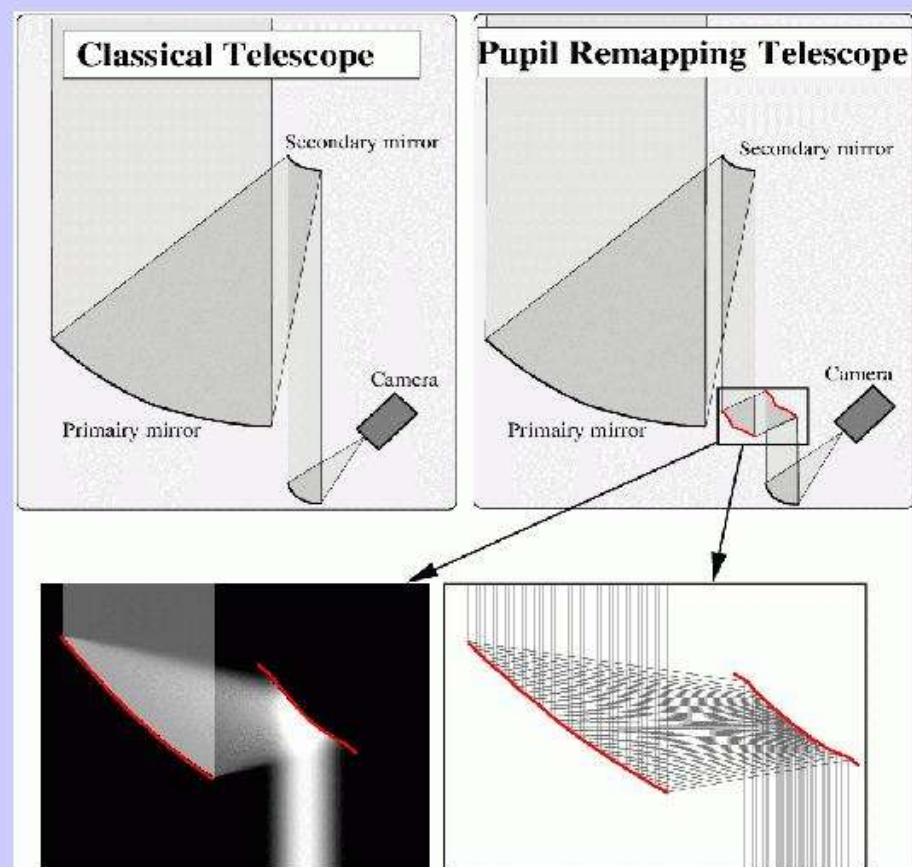 Classical Telescope
Secondary mirror
Camera
Primairy mirror
Pupil Remapping Telescope
Secondary mirror
Camera
Primairy mirror